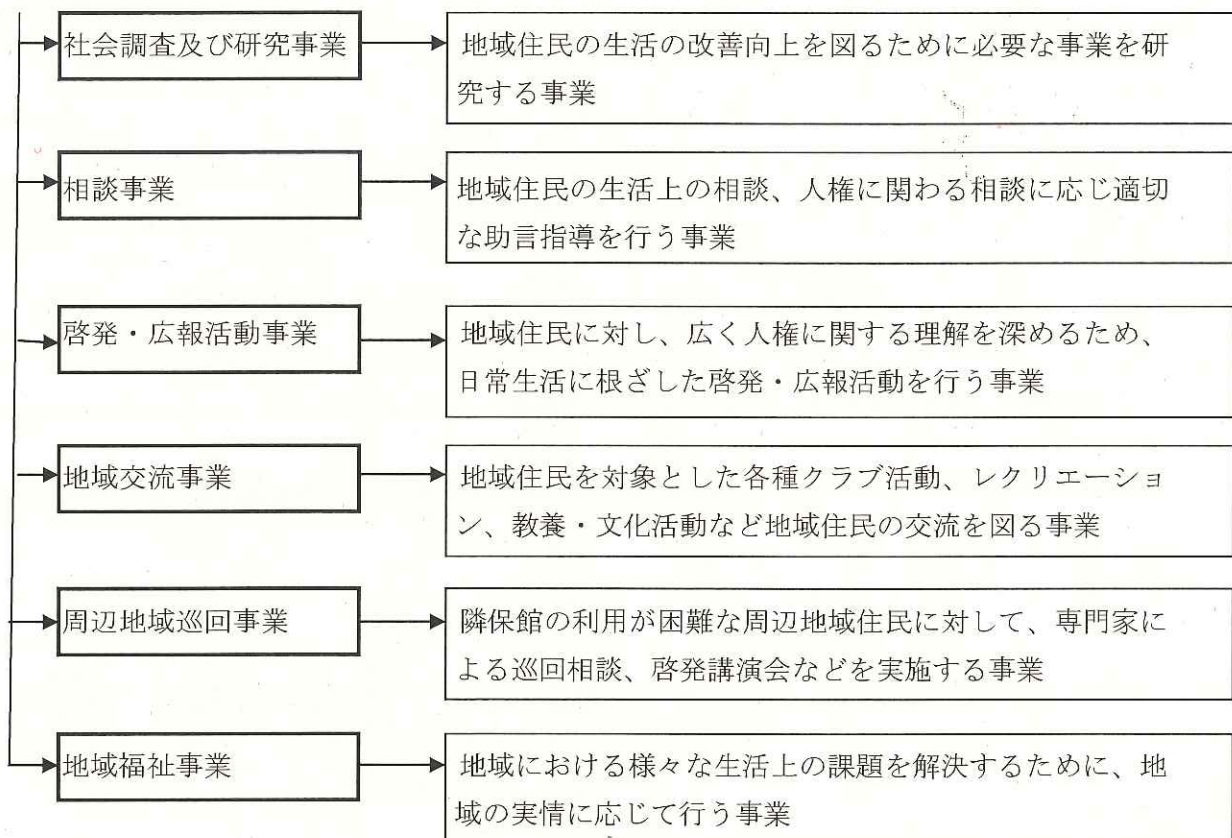 社会調査及び研究事業
地域住民の生活の改善向上を図るために必要な事業を研
究する事業
相談事業
地域住民の生活上の相談、人権に関わる相談に応じ適切
な助言指導を行う事業
啓発・広報活動事業
地域住民に対し、広く人権に関する理解を深めるため、
日常生活に根ざした啓発・広報活動を行う事業
地域交流事業
地域住民を対象とした各種クラブ活動、レクリエーショ
ン、教養・文化活動など地域住民の交流を図る事業
周辺地域巡回事業
隣保館の利用が困難な周辺地域住民に対して、専門家に
よる巡回相談、啓発講演会などを実施する事業
地域福祉事業
地域における様々な生活上の課題を解決するために、地
域の実情に応じて行う事業